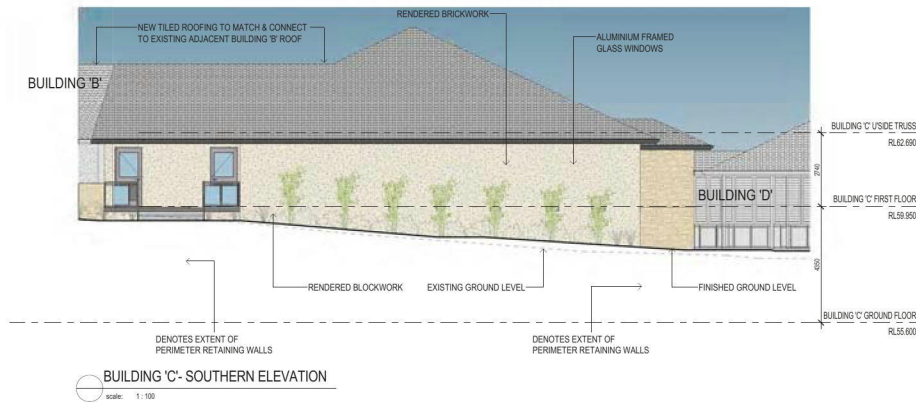 RENDERED BRICKWORK
NEW TILED ROOFING TO MATCH & CONNECT
TO EXISTING ADJACENT BUILDING 'B' ROOF
ALUMINIUM FRAMED
GLASS WINDOWS
BUILDING 'B'
BUILDING 'C' U'SIDE TRUSS
RL62.690
2740
BUILDING 'D'
BUILDING 'C' FIRST FLOOR
RL59.950
4350
RENDERED BLOCKWORK
EXISTING GROUND LEVEL
FINISHED GROUND LEVEL
BUILDING 'C' GROUND FLOOR
RL55.600
DENOTES EXTENT OF
PERIMETER RETAINING WALLS
DENOTES EXTENT OF
PERIMETER RETAINING WALLS
BUILDING 'C'- SOUTHERN ELEVATION
scale: 1 : 100